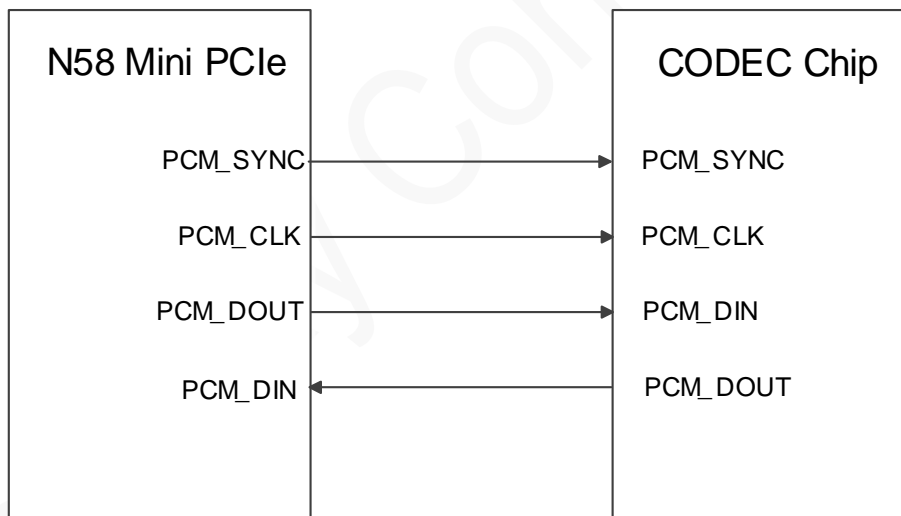 N58 Mini PCIe CODEC Chip
PCM_SYNC PCM_SYNC
PCM_CLK PCM_CLK
PCM_DOUT PCM_DIN
PCM_DIN PCM_DOUT